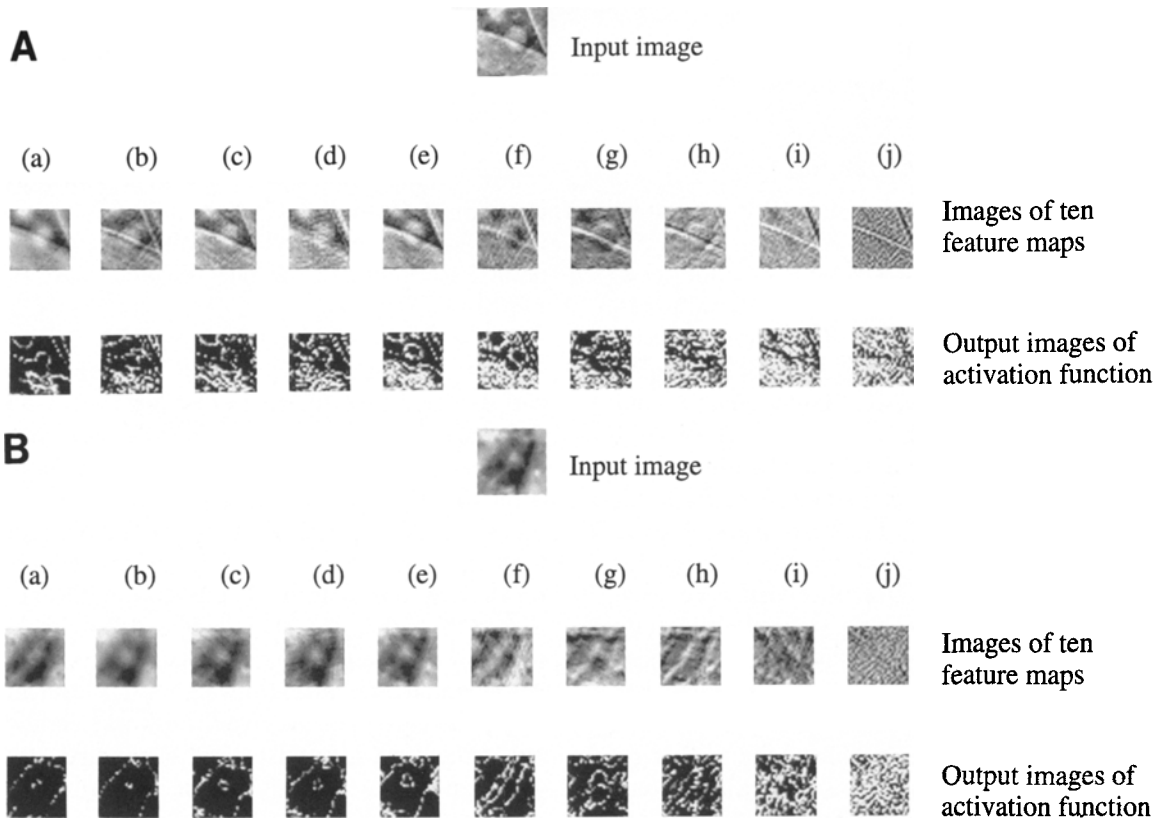 A
Input image
(a) (b) (c) (d) (e) (f) (g) (h) (i) (j)
Images of ten
feature maps
Output images of
activation function
B
Input image
(a) (b) (c) (d) (e) (f) (g) (h) (i) (j)
Images of ten
feature maps
Output images of
activation function